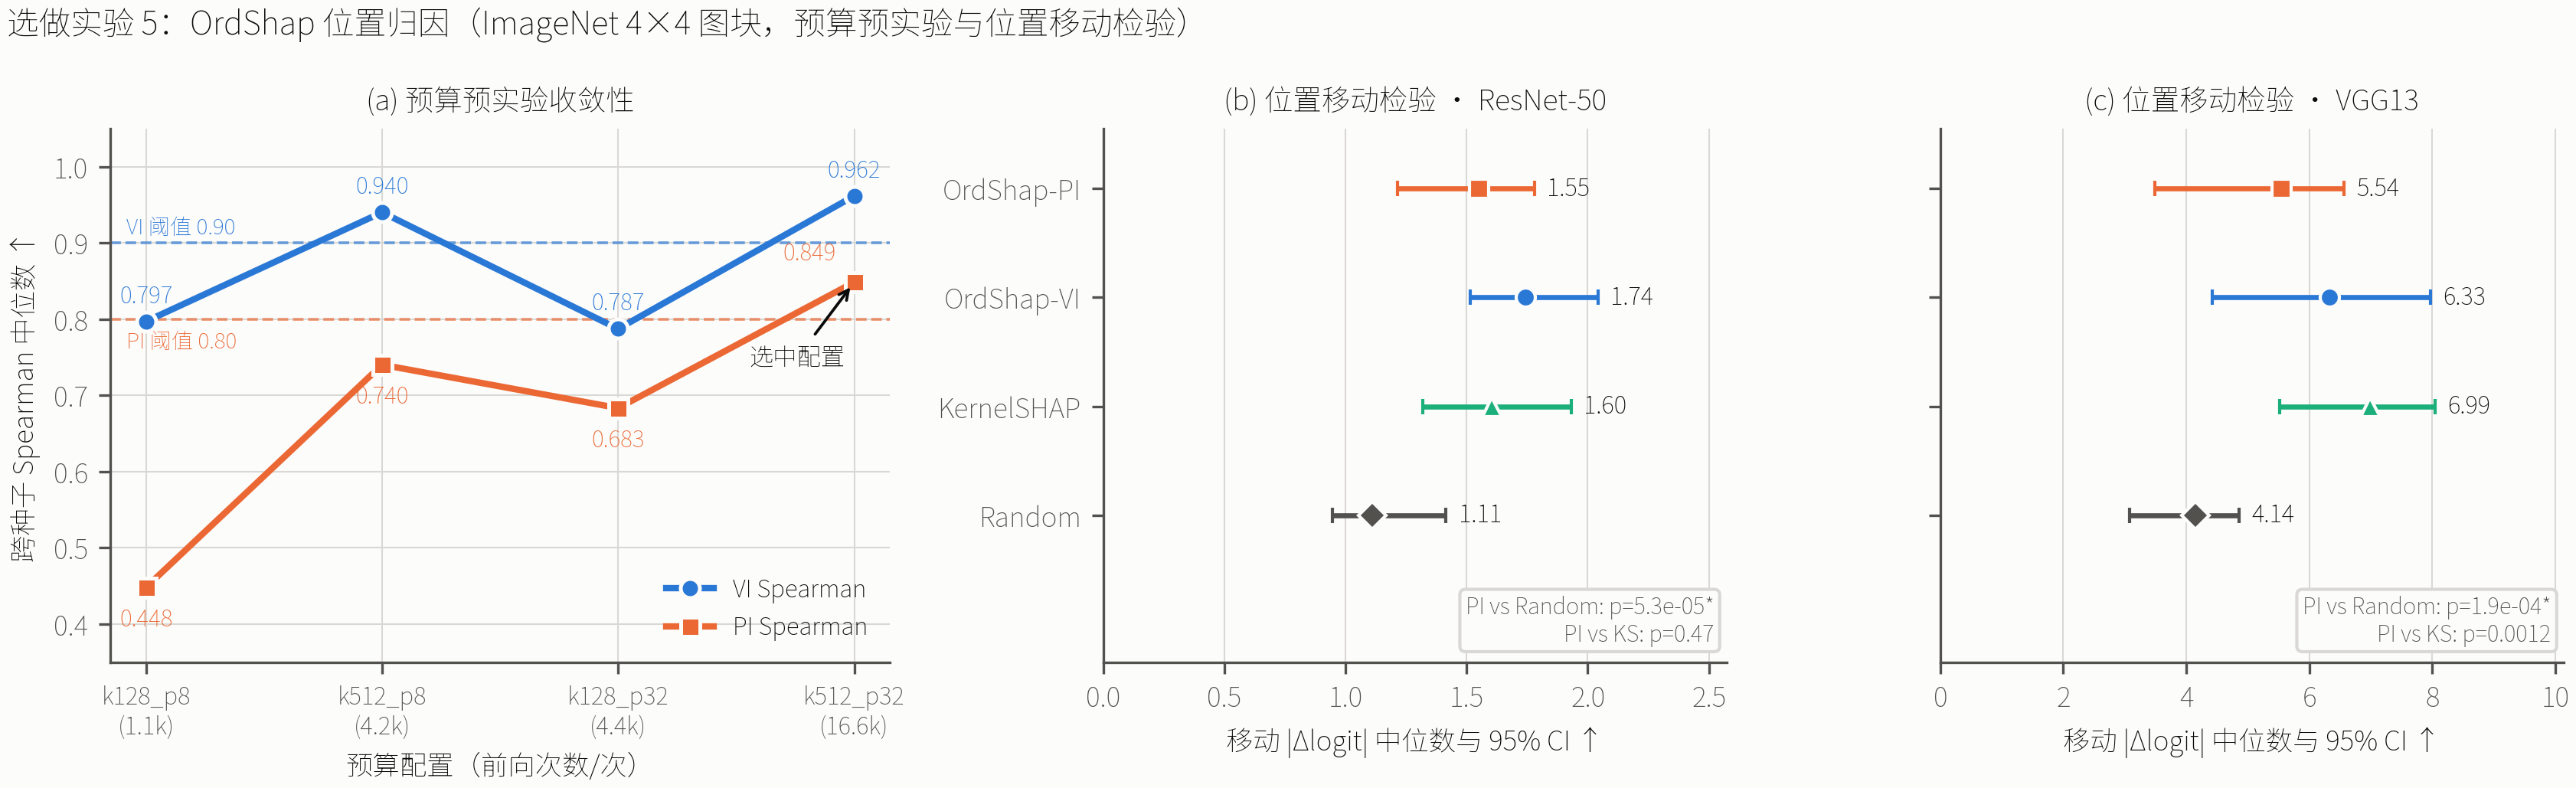 选做实验 5：OrdShap 位置归因（ImageNet 4×4 图块，预算预实验与位置移动检验）
(a) 预算预实验收敛性
跨种子 Spearman 中位数 ↑
1.0
0.9
0.8
0.7
0.6
0.5
0.4
VI 阈值 0.90
PI 阈值 0.80
0.797
0.940
0.787
0.962
0.448
0.740
0.683
0.849
选中配置
VI Spearman
PI Spearman
k128_p8
(1.1k)
k512_p8
(4.2k)
k128_p32
(4.4k)
k512_p32
(16.6k)
预算配置（前向次数/次）
(b) 位置移动检验 · ResNet-50
OrdShap-PI
OrdShap-VI
KernelSHAP
Random
1.55
1.74
1.60
1.11
PI vs Random: p=5.3e-05*
PI vs KS: p=0.47
0.0 0.5 1.0 1.5 2.0 2.5
移动 |Δlogit| 中位数与 95% CI ↑
(c) 位置移动检验 · VGG13
5.54
6.33
6.99
4.14
PI vs Random: p=1.9e-04*
PI vs KS: p=0.0012
0 2 4 6 8 10
移动 |Δlogit| 中位数与 95% CI ↑